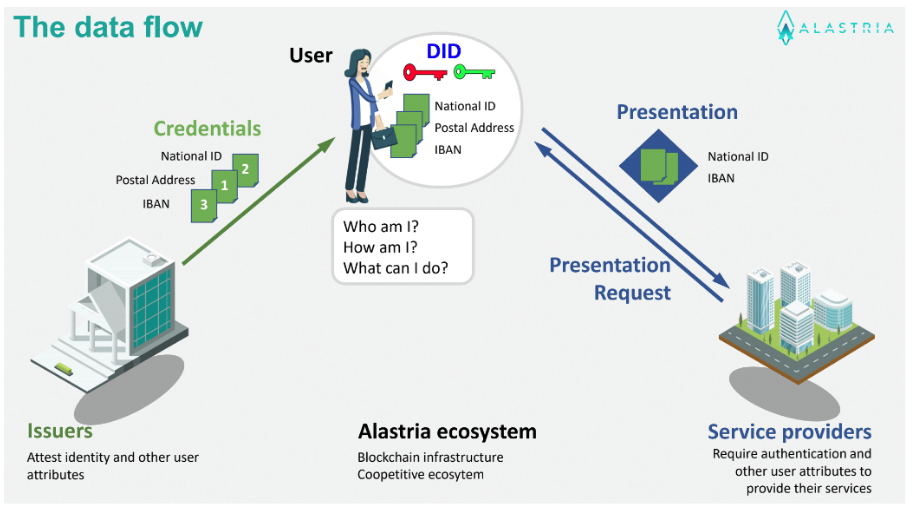 The data flow
ALASTRIA
User
DID
National ID
Postal Address
IBAN
Credentials
National ID
Postal Address
IBAN
2
1
3
Presentation
National ID
IBAN
Who am I?
How am I?
What can I do?
Presentation
Request
Issuers
Attest identity and other user
attributes
Alastria ecosystem
Blockchain infrastructure
Coopetitive ecosytem
Service providers
Require authentication and
other user attributes to
provide their services